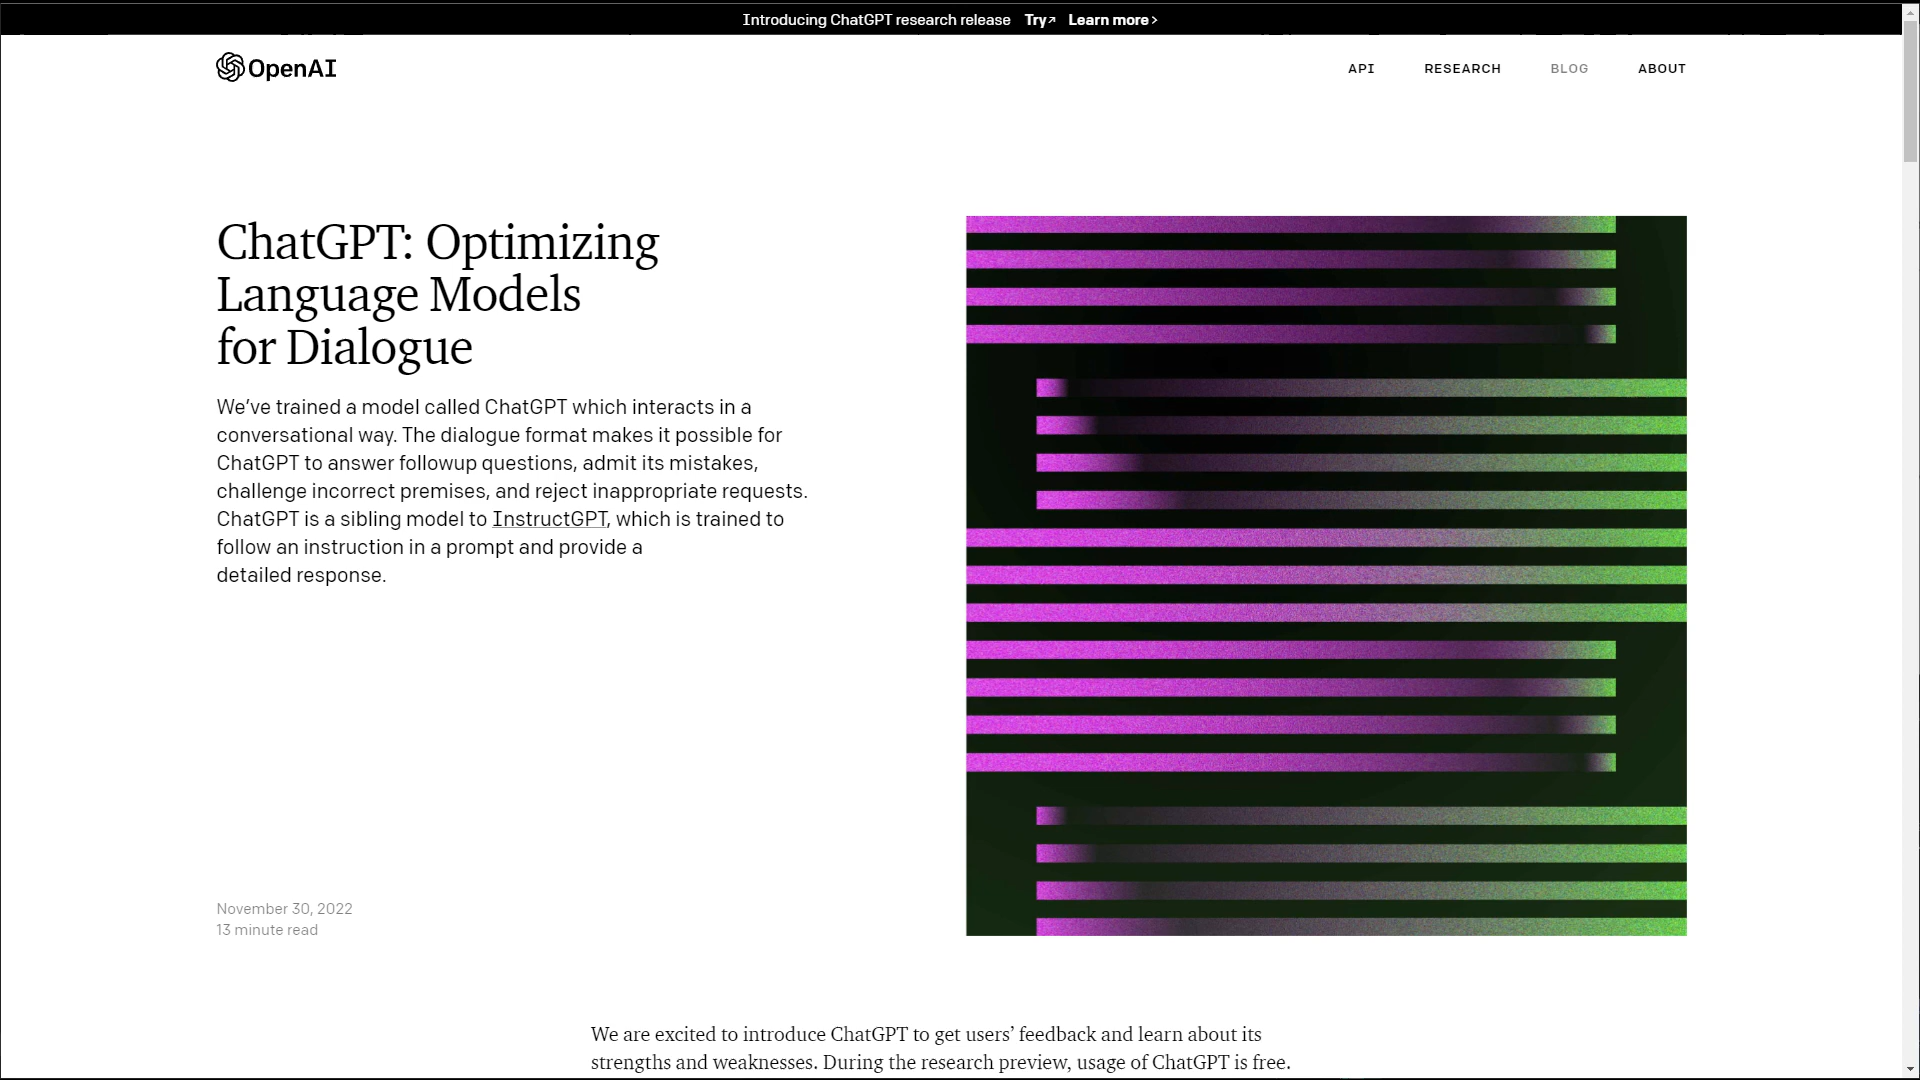 Introducing ChatGPT research release Try↗ Learn more ›
OpenAI
API RESEARCH BLOG ABOUT
ChatGPT: Optimizing
Language Models
for Dialogue
We’ve trained a model called ChatGPT which interacts in a
conversational way. The dialogue format makes it possible for
ChatGPT to answer followup questions, admit its mistakes,
challenge incorrect premises, and reject inappropriate requests.
ChatGPT is a sibling model to InstructGPT, which is trained to
follow an instruction in a prompt and provide a
detailed response.
November 30, 2022
13 minute read
We are excited to introduce ChatGPT to get users’ feedback and learn about its
strengths and weaknesses. During the research preview, usage of ChatGPT is free.